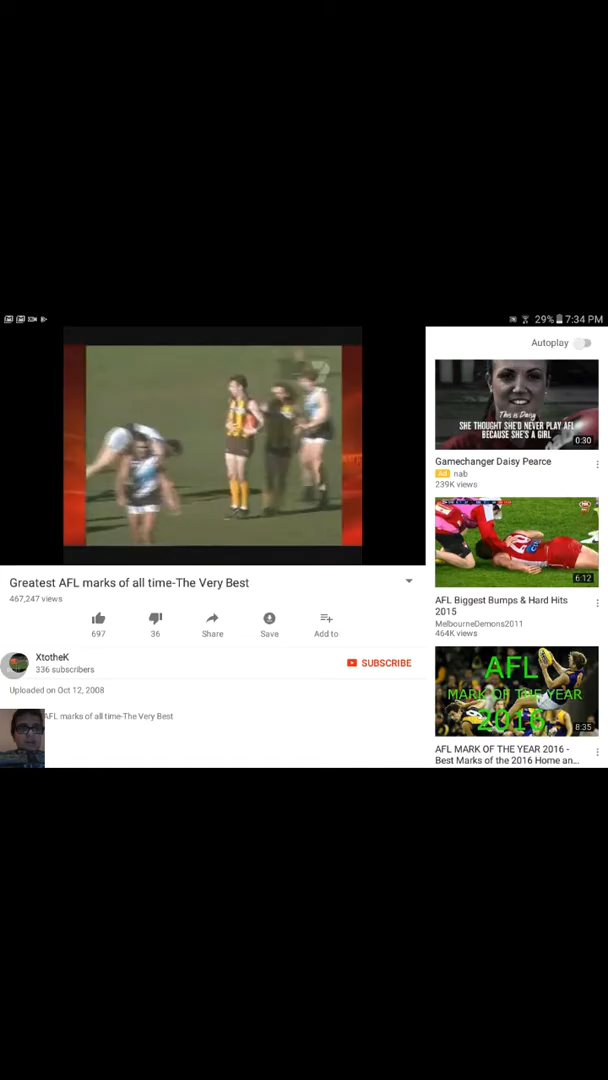 29% 7:34 PM
Autoplay
This is Daisy
SHE THOUGHT SHE'D NEVER PLAY AFL
BECAUSE SHE'S A GIRL
0:30
Gamechanger Daisy Pearce
Ad nab
239K views
6:12
AFL Biggest Bumps & Hard Hits
2015
MelbourneDemons2011
464K views
AFL
MARK OF THE YEAR
2016
8:35
AFL MARK OF THE YEAR 2016 -
Best Marks of the 2016 Home an...
Greatest AFL marks of all time-The Very Best
467,247 views
697 36 Share Save Add to
XtotheK
336 subscribers
SUBSCRIBE
Uploaded on Oct 12, 2008
AFL marks of all time-The Very Best